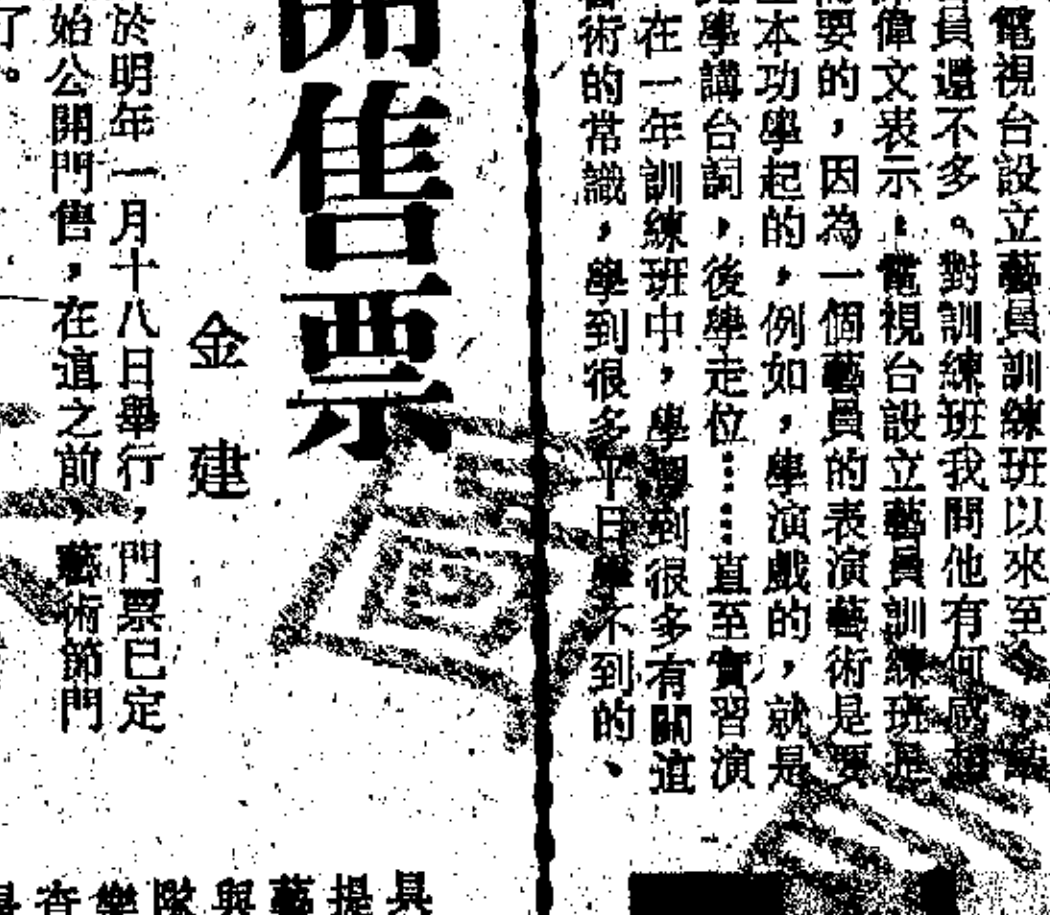 電視台設立藝員訓練班以來至今
員還不多。對訓練班我問他有何感想
偉文表示，電視台設立藝員訓練班是
要的，因為一個藝員的表演藝術是要
本功學起的，例如，學演戲的，就是
學講台詞，後學走位……直至實習演
在一年訓練班中，學習到很多有關這
術的常識，學到很多平日學不到的、
開售票
金建
於明年一月十八日舉行，門票已定
始公開門售，在這之前，藝術節門
了。
具提藝與隊樂杏